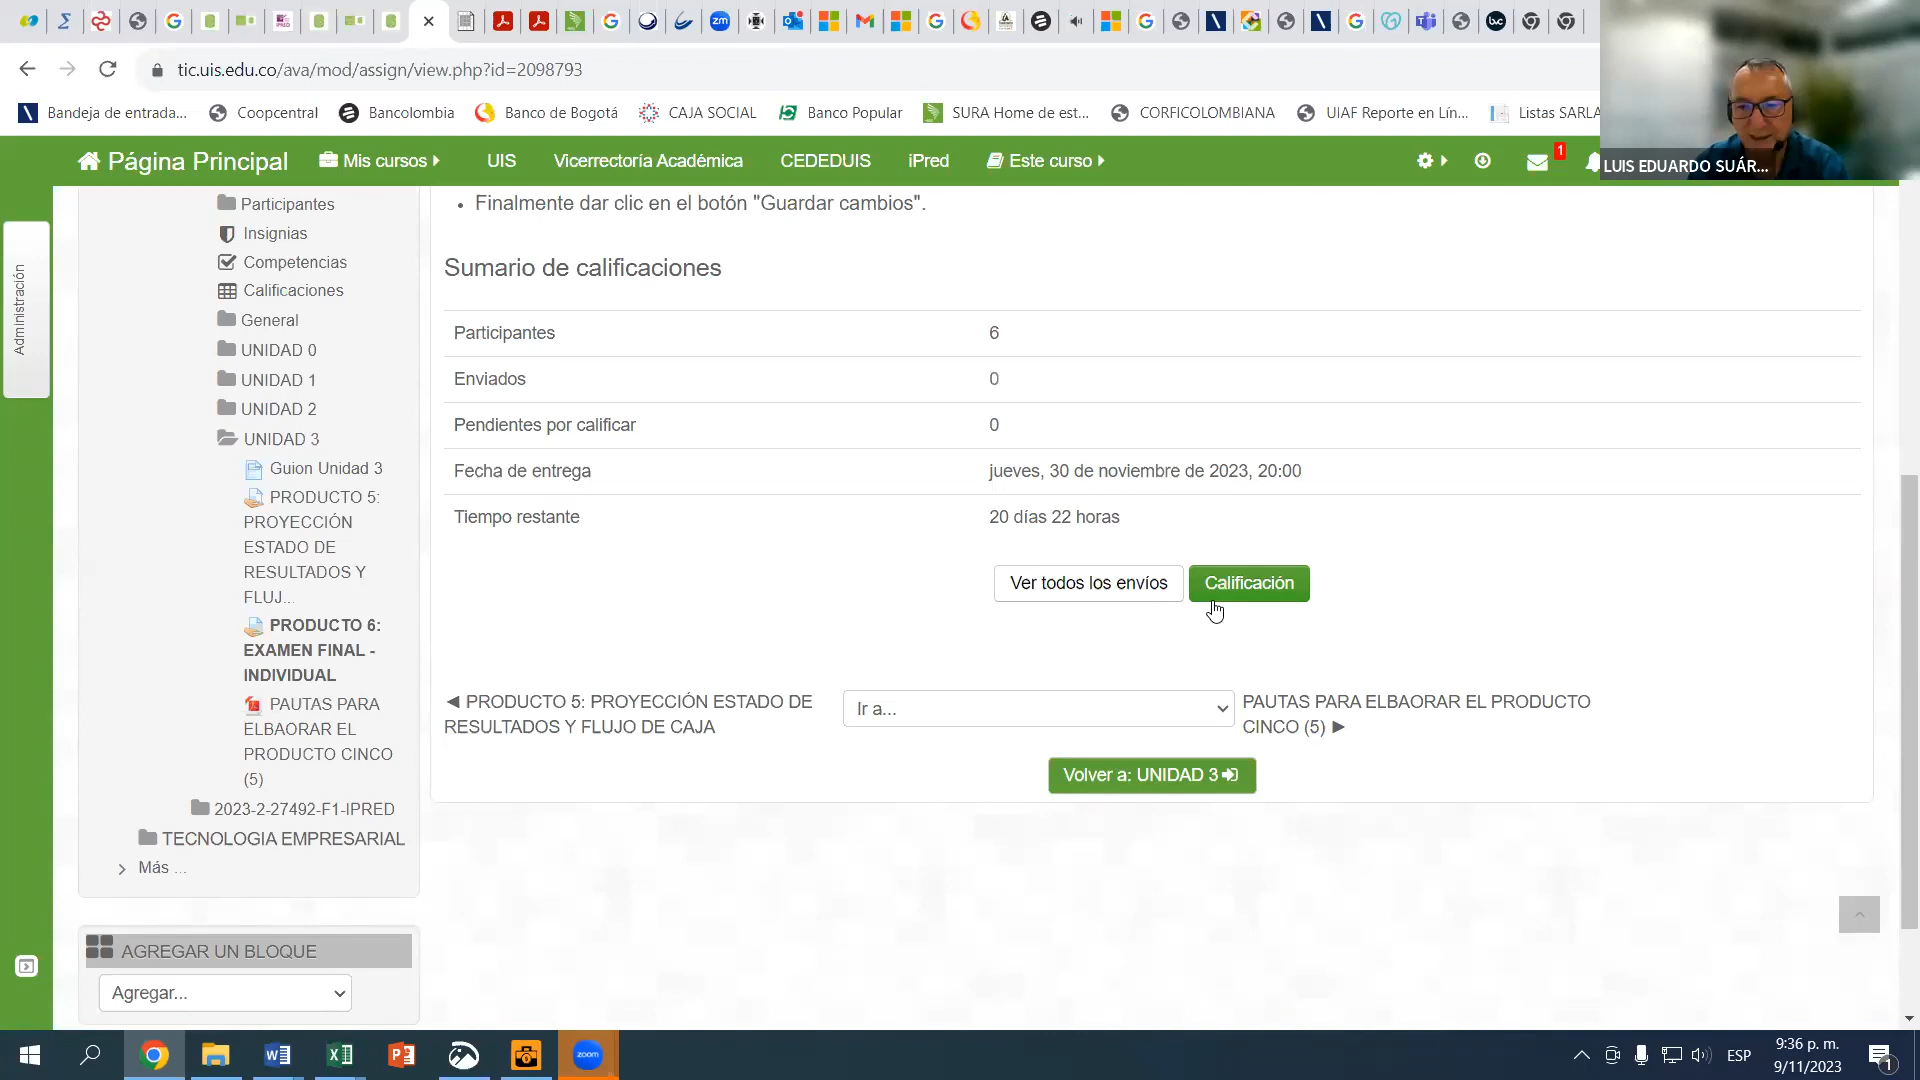 tic.uis.edu.co/ava/mod/assign/view.php?id=2098793
Bandeja de entrada...
Coopcentral
Bancolombia
Banco de Bogotá
CAJA SOCIAL
Banco Popular
SURA Home de est...
CORFICOLOMBIANA
UIAF Reporte en Lín...
Listas SARLA
LUIS EDUARDO SUÁR...
Página Principal
Mis cursos
UIS
Vicerrectoría Académica
CEDEDUIS
iPred
Este curso
1
Administración
Participantes
Insignias
Competencias
Calificaciones
General
UNIDAD 0
UNIDAD 1
UNIDAD 2
UNIDAD 3
Guion Unidad 3
PRODUCTO 5:
PROYECCIÓN
ESTADO DE
RESULTADOS Y
FLUJ...
PRODUCTO 6:
EXAMEN FINAL -
INDIVIDUAL
PAUTAS PARA
ELBAORAR EL
PRODUCTO CINCO
(5)
2023-2-27492-F1-IPRED
TECNOLOGIA EMPRESARIAL
Más ...
AGREGAR UN BLOQUE
Agregar...
• Finalmente dar clic en el botón "Guardar cambios".
Sumario de calificaciones
Participantes 6
Enviados 0
Pendientes por calificar 0
Fecha de entrega jueves, 30 de noviembre de 2023, 20:00
Tiempo restante 20 días 22 horas
Ver todos los envíos
Calificación
◄ PRODUCTO 5: PROYECCIÓN ESTADO DE
RESULTADOS Y FLUJO DE CAJA
Ir a...
PAUTAS PARA ELBAORAR EL PRODUCTO
CINCO (5) ►
Volver a: UNIDAD 3
zoom
ESP
9:36 p. m.
9/11/2023
1